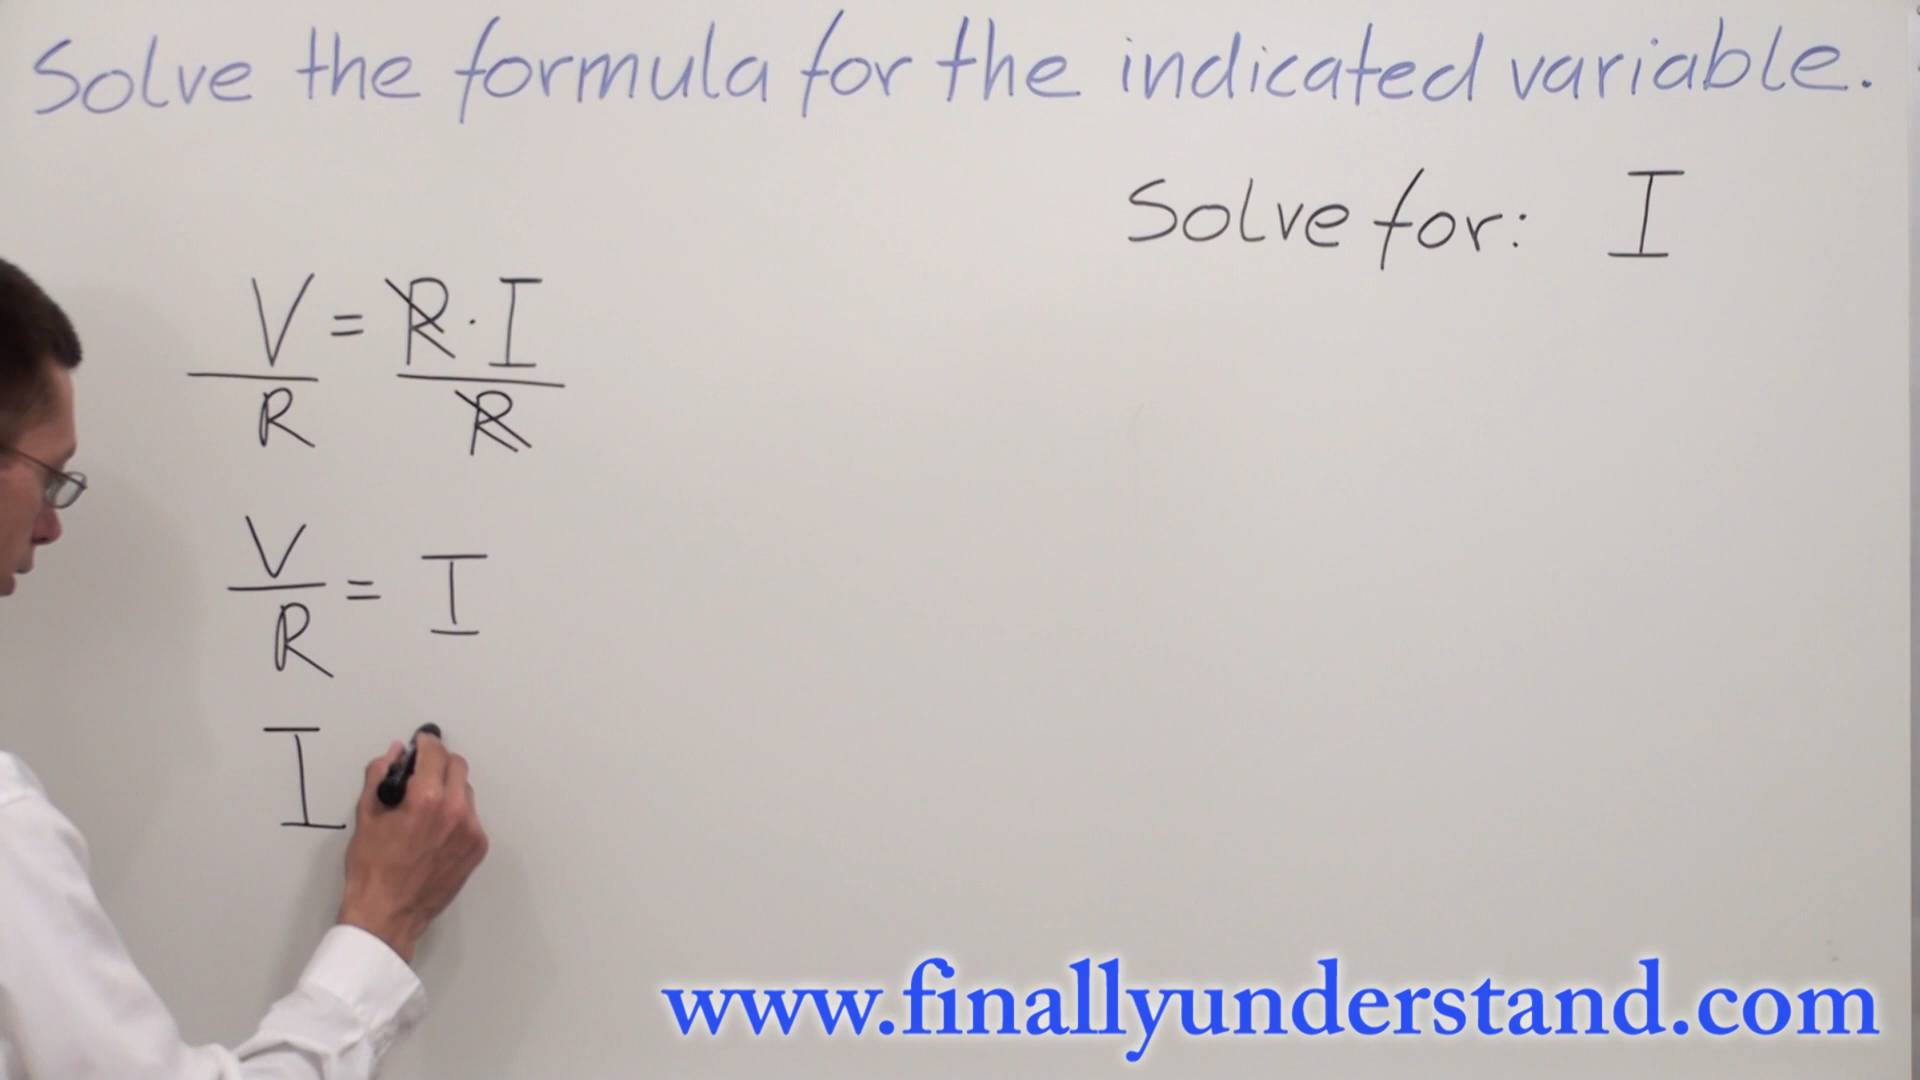 Solve the formula for the indicated variable.
Solve for: I
V = R · I
R R
V
R = I
I
www.finallyunderstand.com